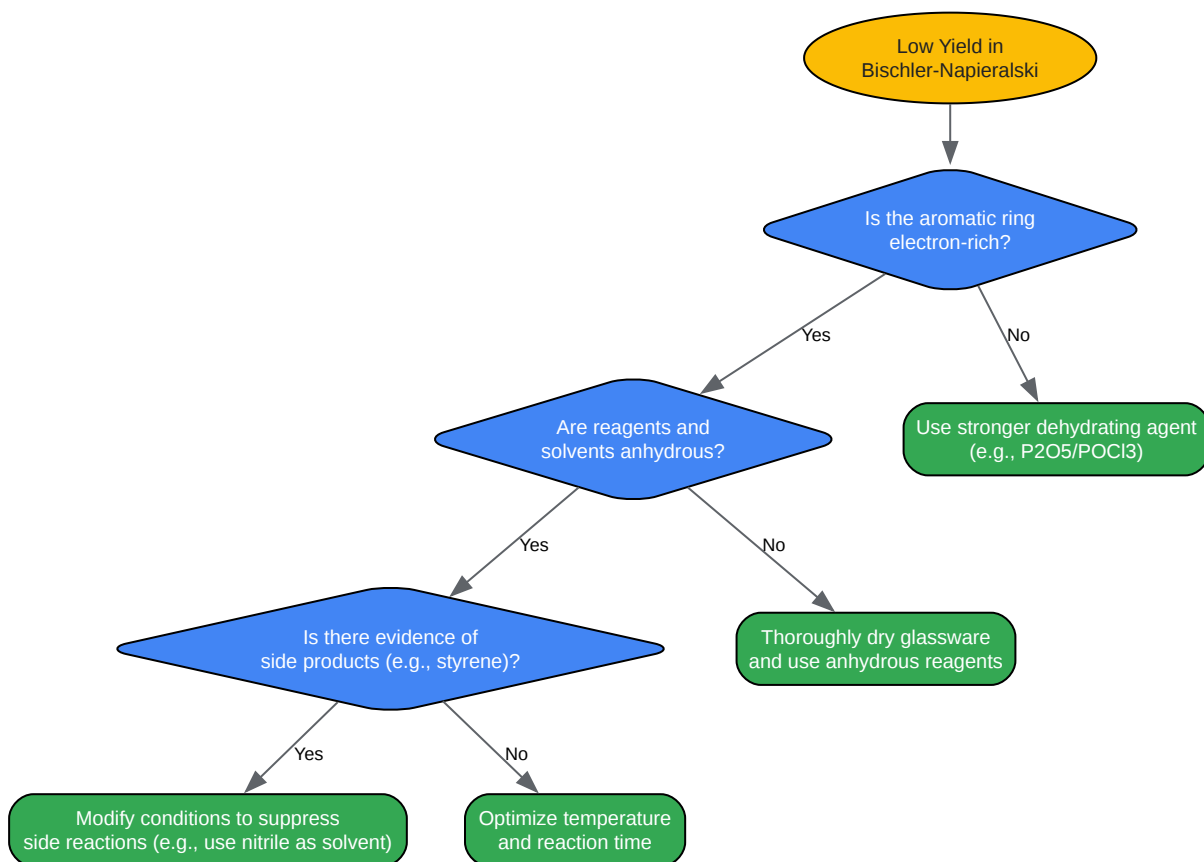 Low Yield in
Bischler-Napieralski
Is the aromatic ring
electron-rich?
Yes
No
Are reagents and
solvents anhydrous?
Use stronger dehydrating agent
(e.g., P2O5/POCl3)
Yes
No
Is there evidence of
side products (e.g., styrene)?
Thoroughly dry glassware
and use anhydrous reagents
Yes
No
Modify conditions to suppress
side reactions (e.g., use nitrile as solvent)
Optimize temperature
and reaction time